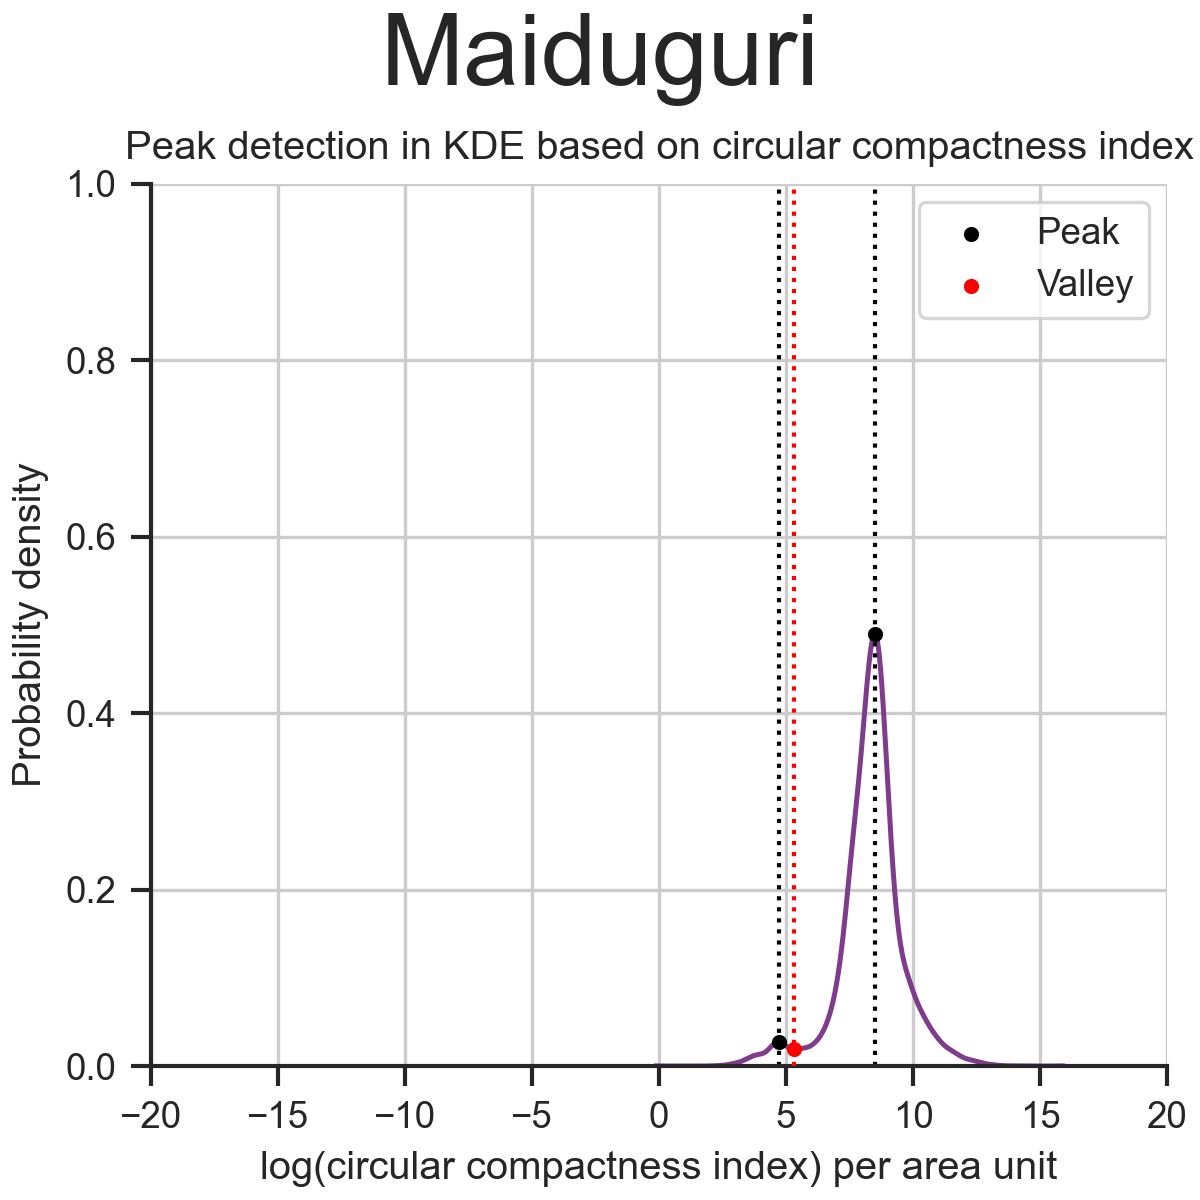 Maiduguri
Peak detection in KDE based on circular compactness index
1.0
0.8
0.6
0.4
0.2
0.0
Probability density
Peak
Valley
−20 −15 −10 −5 0 5 10 15 20
log(circular compactness index) per area unit